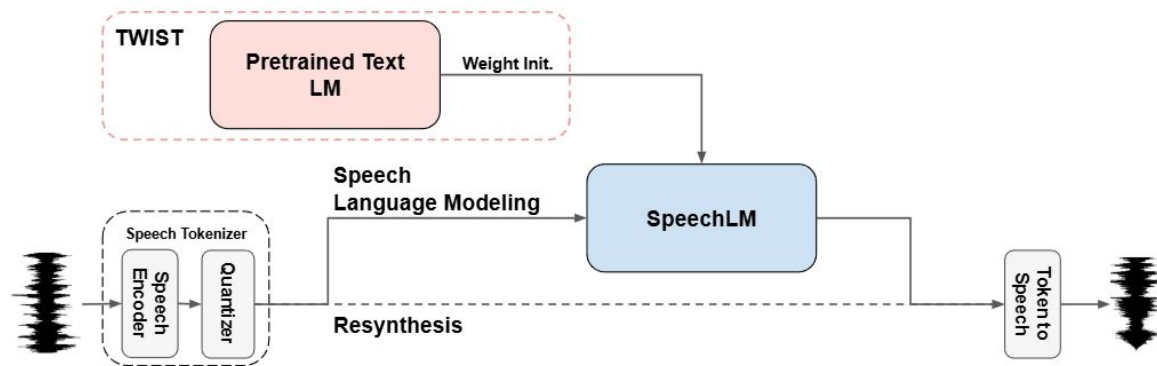 TWIST
Pretrained Text
LM
Weight Init.
Speech
Language Modeling
SpeechLM
Speech Tokenizer
Speech
Encoder
Quantizer
Resynthesis
Token to
Speech